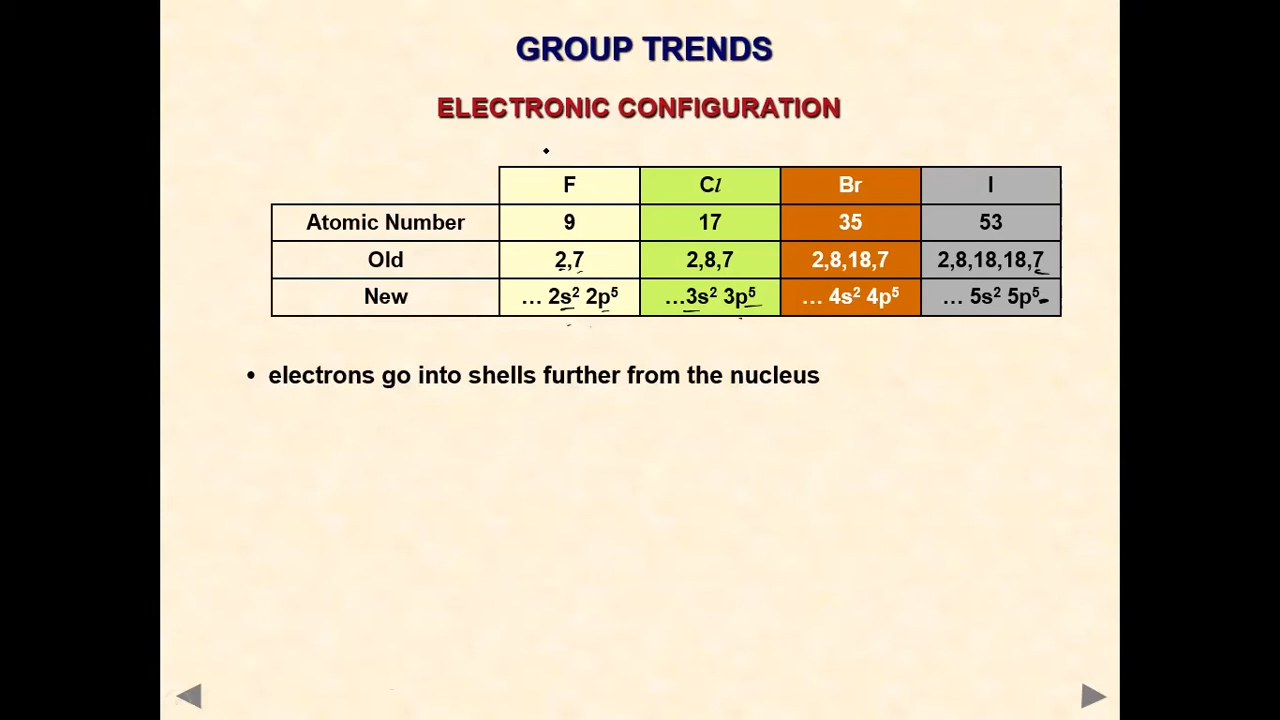 GROUP TRENDS
ELECTRONIC CONFIGURATION
F Cl Br I
Atomic Number 9 17 35 53
Old 2,7 2,8,7 2,8,18,7 2,8,18,18,7
New … 2s² 2p⁵ …3s² 3p⁵ … 4s² 4p⁵ … 5s² 5p⁵
• electrons go into shells further from the nucleus